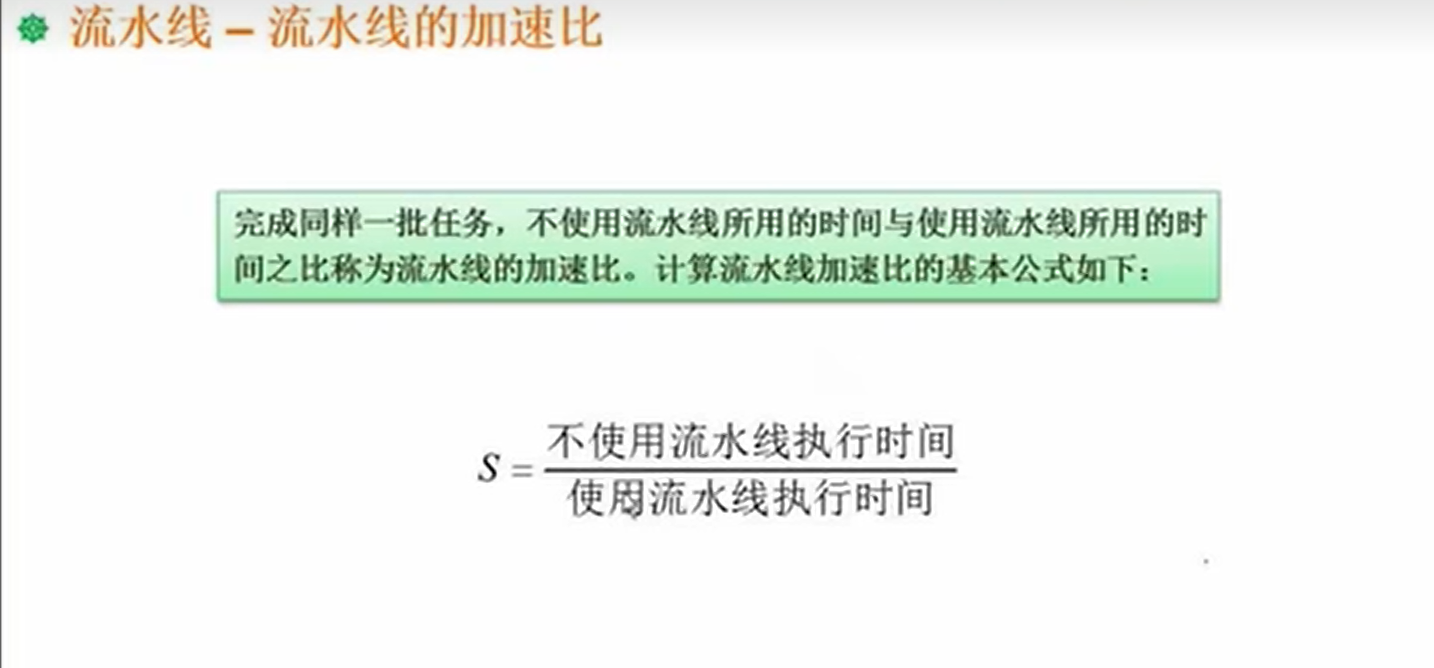 流水线 – 流水线的加速比
完成同样一批任务，不使用流水线所用的时间与使用流水线所用的时
间之比称为流水线的加速比。计算流水线加速比的基本公式如下：
S = 不使用流水线执行时间
使用流水线执行时间